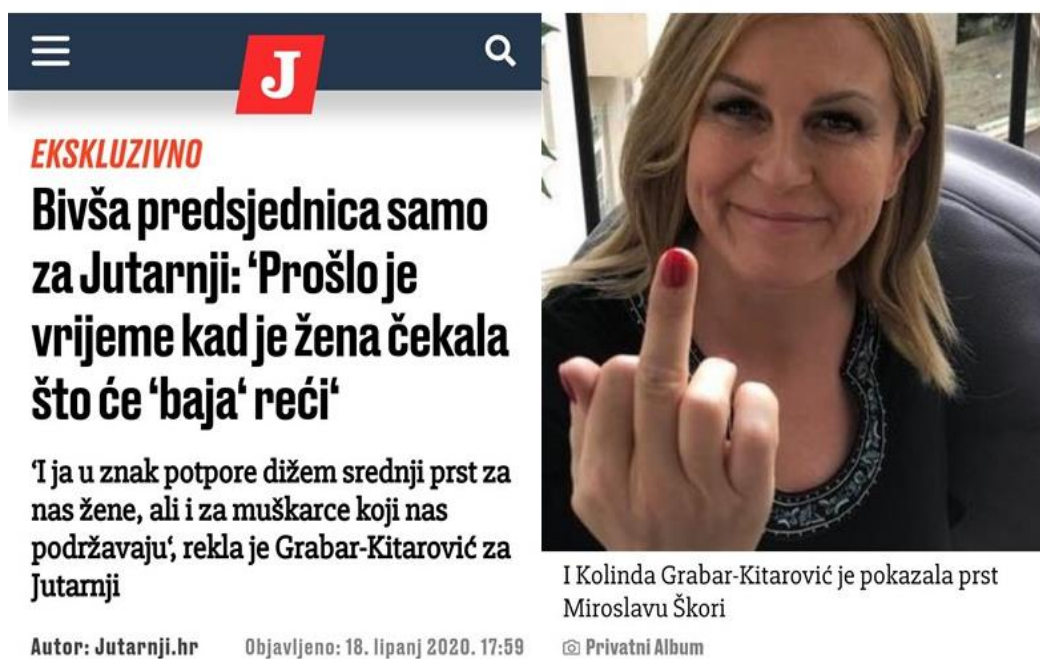 J
EKSKLUZIVNO
Bivša predsjednica samo
za Jutarnji: ‘Prošlo je
vrijeme kad je žena čekala
što će ‘baja‘ reći‘
‘I ja u znak potpore dižem srednji prst za
nas žene, ali i za muškarce koji nas
podržavaju‘, rekla je Grabar-Kitarović za
Jutarnji
Autor: Jutarnji.hr Objavljeno: 18. lipanj 2020. 17:59
I Kolinda Grabar-Kitarović je pokazala prst
Miroslavu Škori
Privatni Album